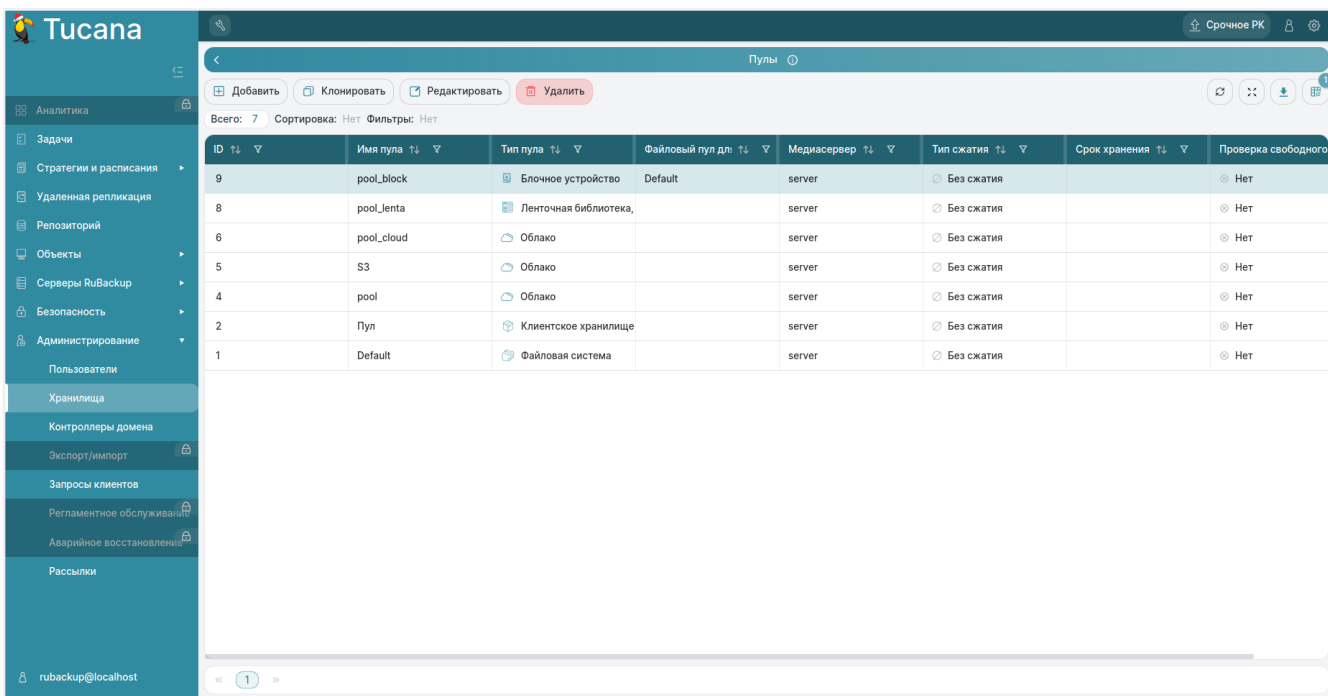 Tucana
Срочное РК
Пулы
Добавить Клонировать Редактировать Удалить
1
Всего: 7 Сортировка: Нет Фильтры: Нет
ID Имя пула Тип пула Файловый пул дл Медиасервер Тип сжатия Срок хранения Проверка свободного
9 pool_block Блочное устройство Default server Без сжатия Нет
8 pool_lenta Ленточная библиотека, server Без сжатия Нет
6 pool_cloud Облако server Без сжатия Нет
5 S3 Облако server Без сжатия Нет
4 pool Облако server Без сжатия Нет
2 Пул Клиентское хранилище server Без сжатия Нет
1 Default Файловая система server Без сжатия Нет
Аналитика
Задачи
Стратегии и расписания
Удаленная репликация
Репозиторий
Объекты
Серверы RuBackup
Безопасность
Администрирование
Пользователи
Хранилища
Контроллеры домена
Экспорт/импорт
Запросы клиентов
Регламентное обслуживание
Аварийное восстановление
Рассылки
rubackup@localhost
« 1 »